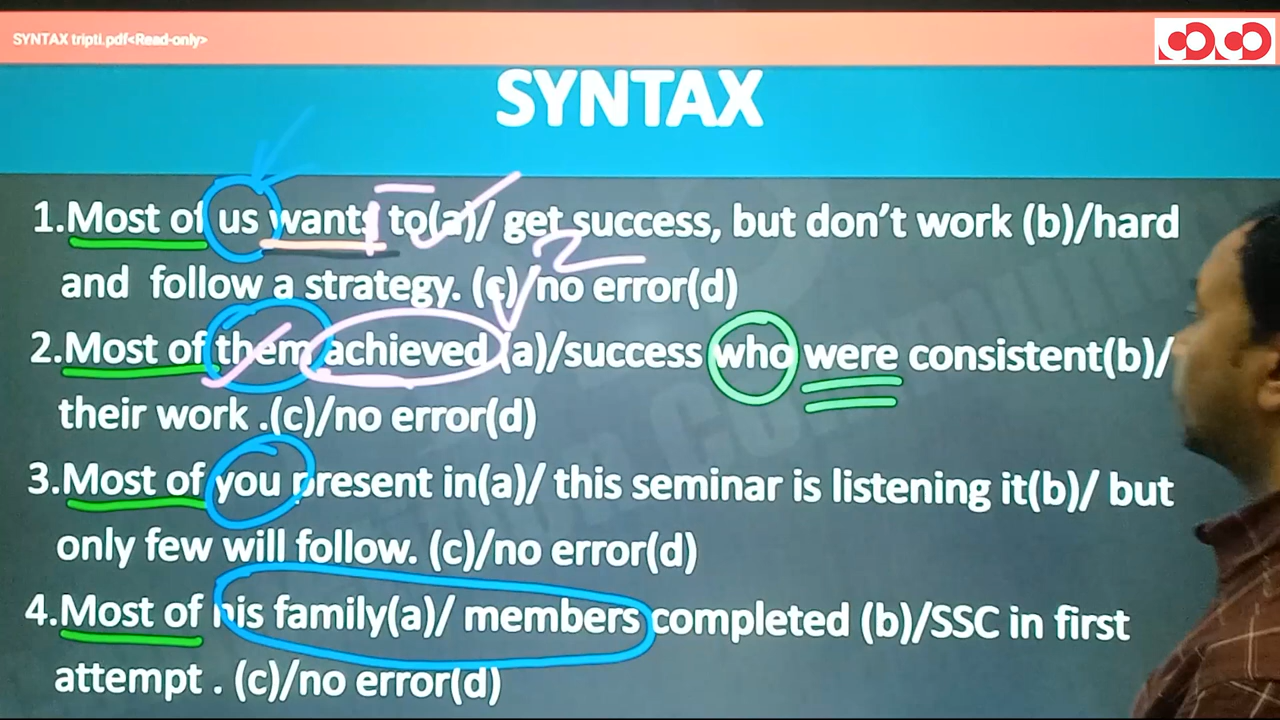 SYNTAX tripti.pdf<Read-only>
SYNTAX
1.Most of us wants to(a)/ get success, but don't work (b)/hard
and follow a strategy. (c)/no error(d)
2.Most of them achieved (a)/success who were consistent(b)/
their work .(c)/no error(d)
3.Most of you present in(a)/ this seminar is listening it(b)/ but
only few will follow. (c)/no error(d)
4.Most of his family(a)/ members completed (b)/SSC in first
attempt . (c)/no error(d)